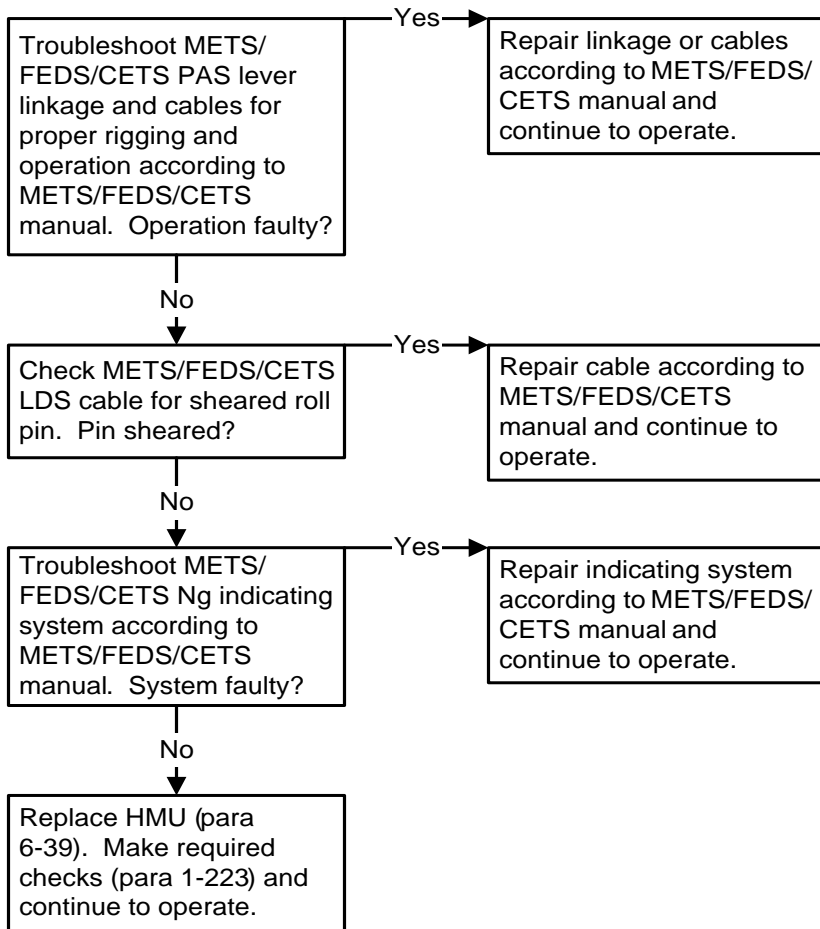 Troubleshoot METS/
FEDS/CETS PAS lever
linkage and cables for
proper rigging and
operation according to
METS/FEDS/CETS
manual.  Operation faulty?
Yes
Repair linkage or cables
according to METS/FEDS/
CETS manual and
continue to operate.
No
Check METS/FEDS/CETS
LDS cable for sheared roll
pin.  Pin sheared?
Yes
Repair cable according to
METS/FEDS/CETS
manual and continue to
operate.
No
Troubleshoot METS/
FEDS/CETS Ng indicating
system according to
METS/FEDS/CETS
manual.  System faulty?
Yes
Repair indicating system
according to METS/FEDS/
CETS manual and
continue to operate.
No
Replace HMU (para
6-39).  Make required
checks (para 1-223) and
continue to operate.